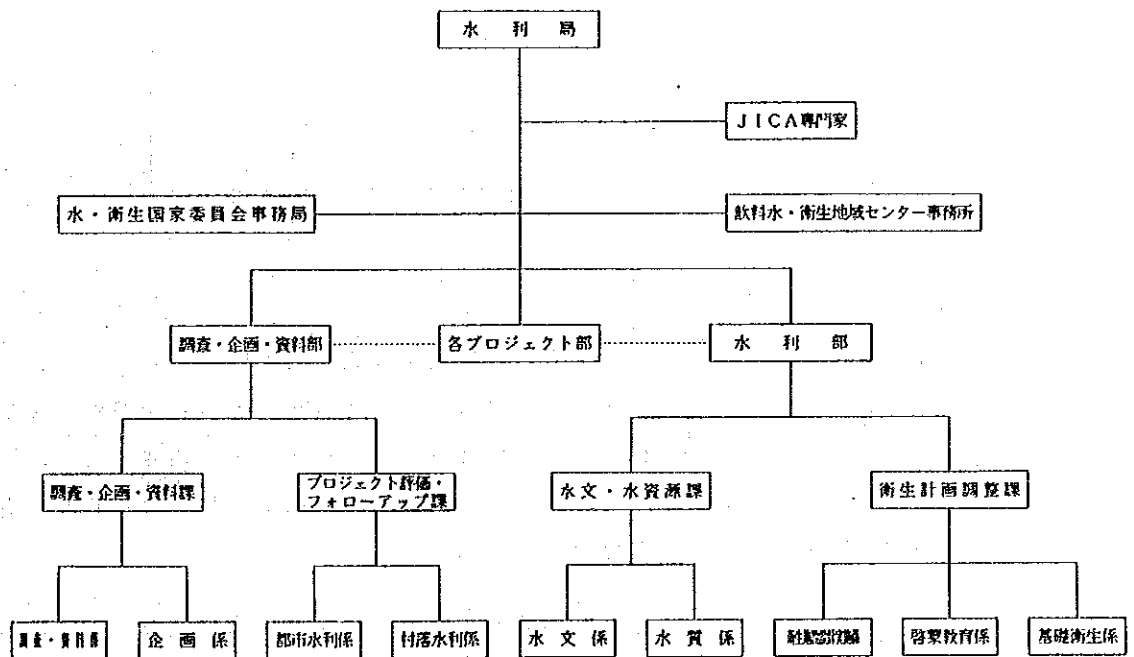 水利局
JICA専門家
水・衛生国家委員会事務局
飲料水・衛生地域センター事務所
調査・企画・資料部
各プロジェクト部
水利部
調査・企画・資料課
プロジェクト評価・
フォローアップ課
水文・水資源課
衛生計画調整課
調査・資料係
企画係
都市水利係
村落水利係
水文係
水質係
啓蒙教育係
基礎衛生係